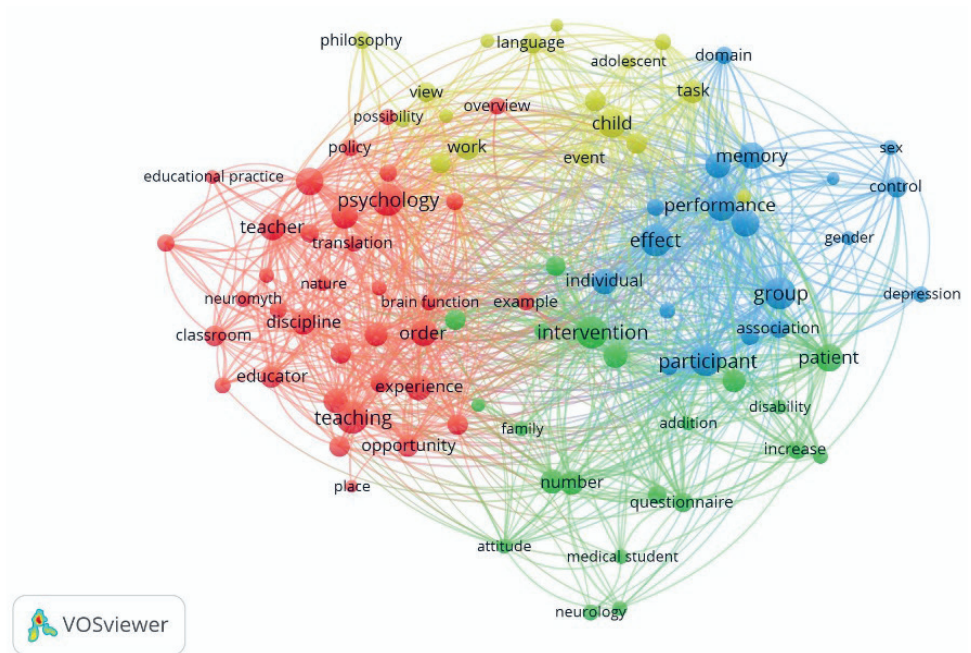 philosophy
language
adolescent
domain
view
task
possibility
overview
child
policy
work
event
memory
sex
educational practice
control
psychology
performance
teacher
translation
effect
gender
neuromyth
nature
brain function
example
individual
group
depression
classroom
discipline
order
intervention
association
participant
patient
educator
experience
teaching
opportunity
family
addition
disability
increase
place
number
questionnaire
attitude
medical student
neurology
VOSviewer